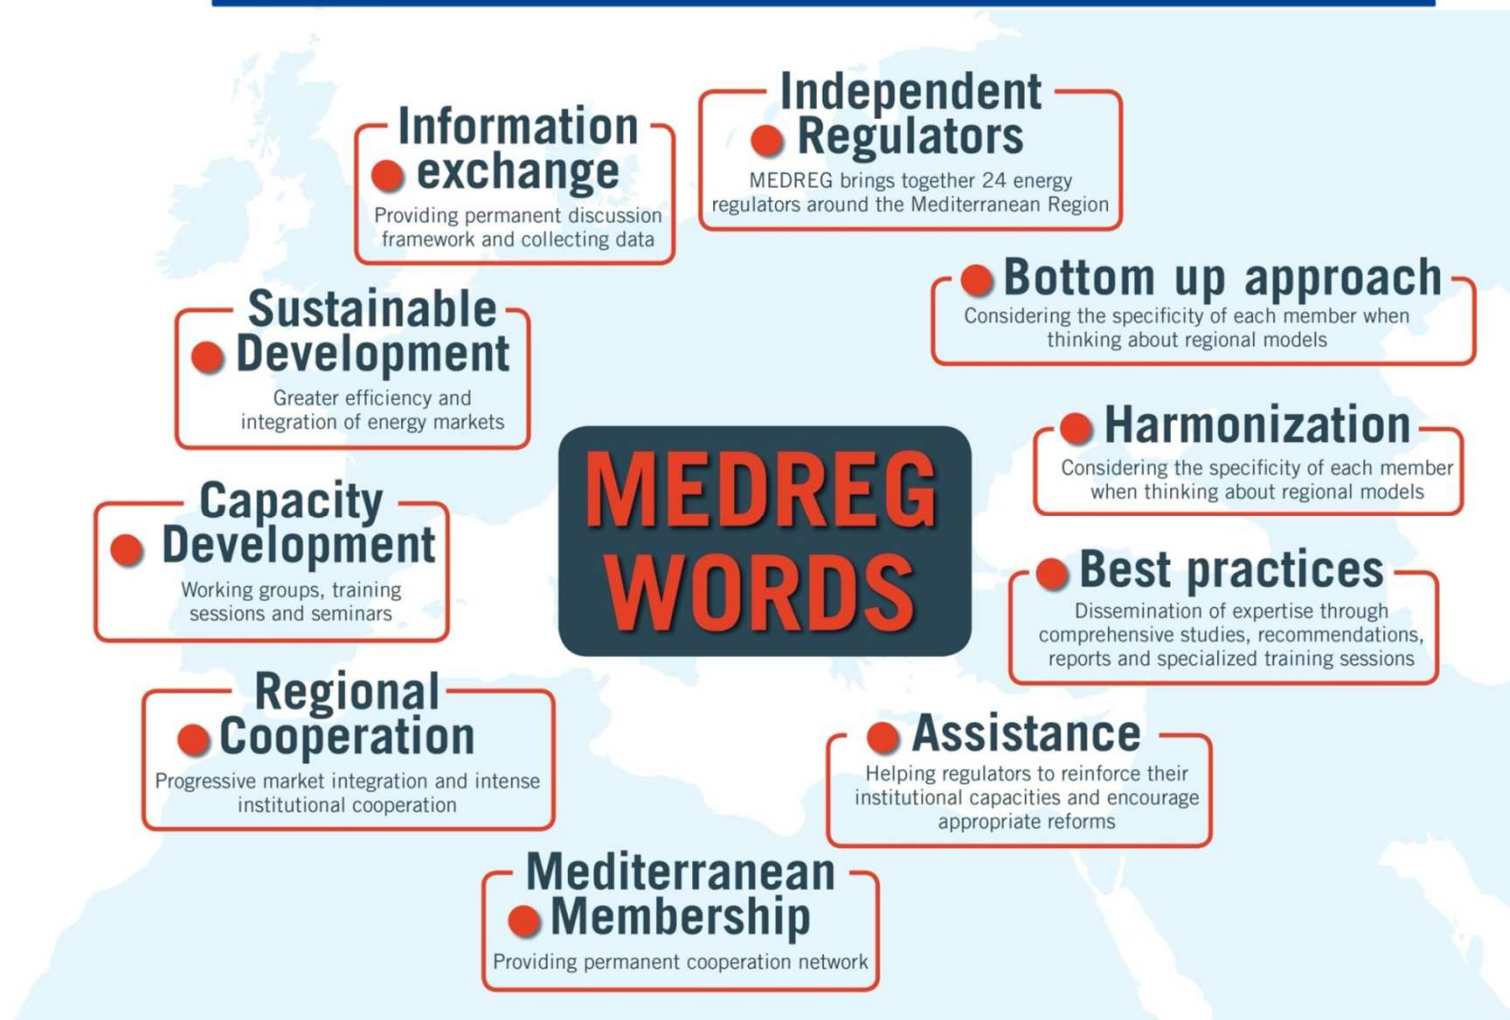 Independent
Regulators
MEDREG brings together 24 energy
regulators around the Mediterranean Region
Information
exchange
Providing permanent discussion
framework and collecting data
Bottom up approach
Considering the specificity of each member when
thinking about regional models
Sustainable
Development
Greater efficiency and
integration of energy markets
Harmonization
Considering the specificity of each member
when thinking about regional models
MEDREG
WORDS
Capacity
Development
Working groups, training
sessions and seminars
Best practices
Dissemination of expertise through
comprehensive studies, recommendations,
reports and specialized training sessions
Regional
Cooperation
Progressive market integration and intense
institutional cooperation
Assistance
Helping regulators to reinforce their
institutional capacities and encourage
appropriate reforms
Mediterranean
Membership
Providing permanent cooperation network